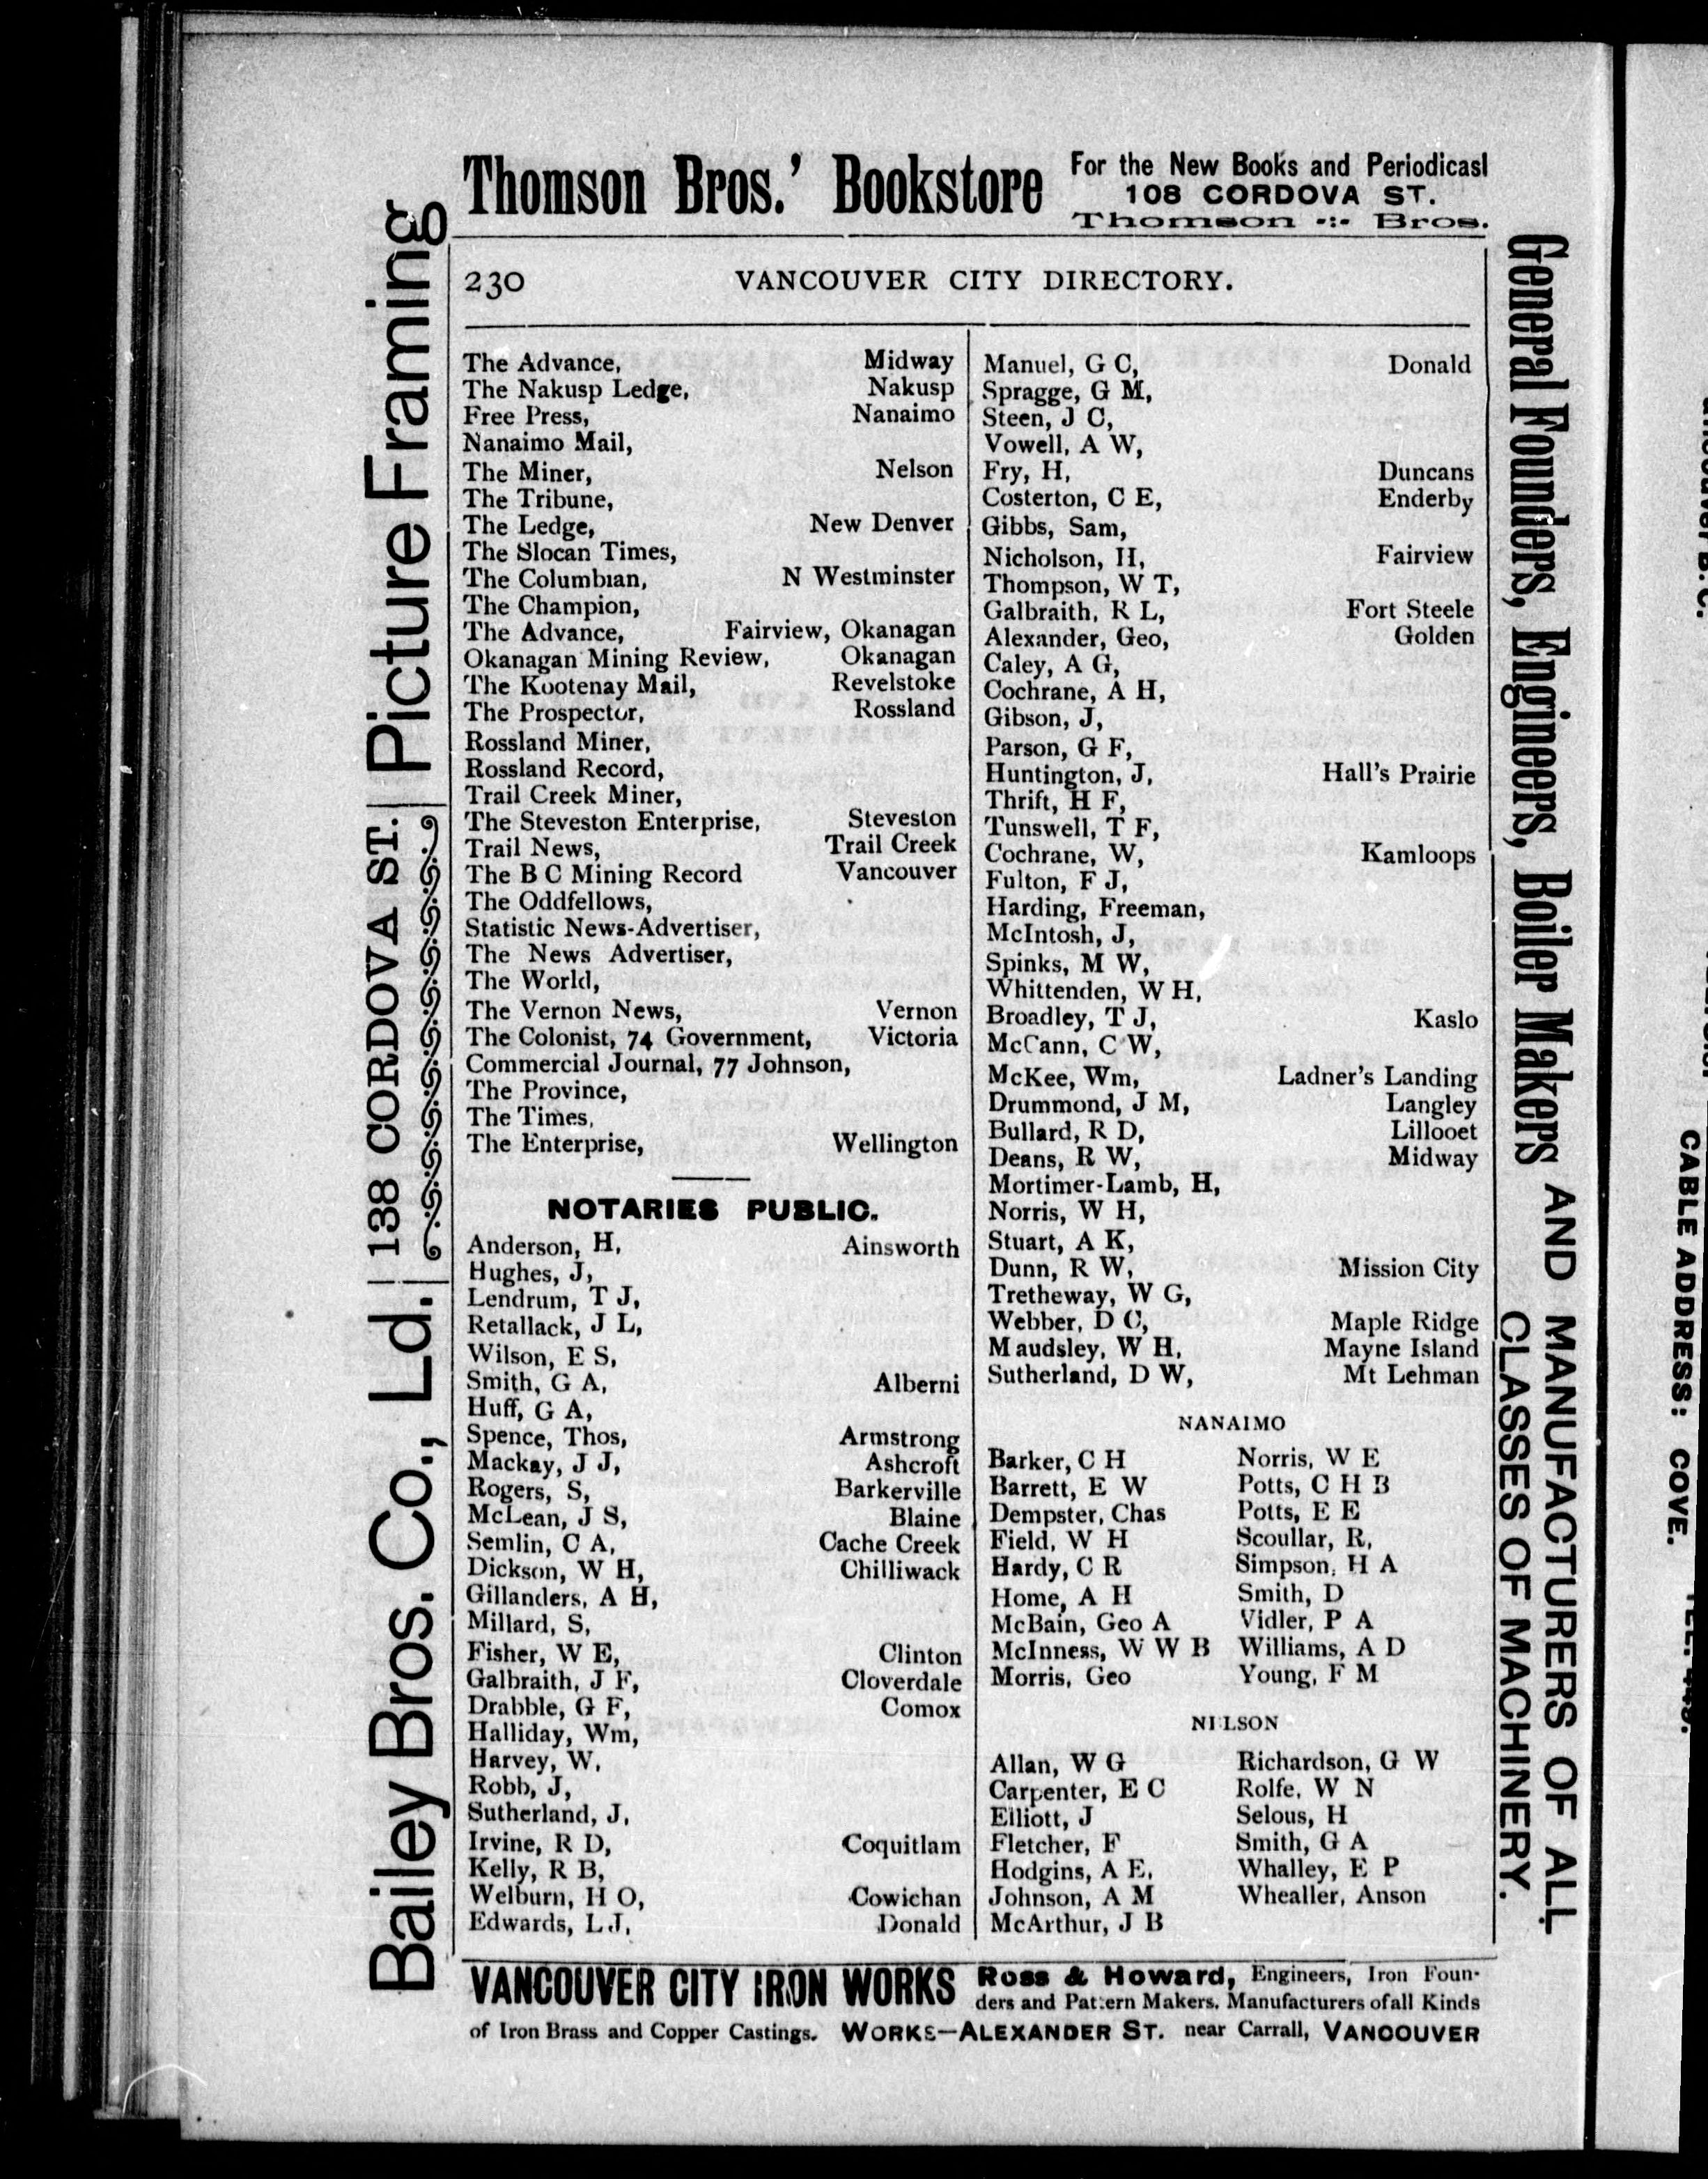 Thomson Bros.' Bookstore
For the New Books and Periodicasl
108 CORDOVA ST.
Thomson -:- Bros.
230 VANCOUVER CITY DIRECTORY.
The Advance, Midway
The Nakusp Ledge, Nakusp
Free Press, Nanaimo
Nanaimo Mail,
The Miner, Nelson
The Tribune,
The Ledge, New Denver
The Slocan Times,
The Columbian, N Westminster
The Champion,
The Advance, Fairview, Okanagan
Okanagan Mining Review, Okanagan
The Kootenay Mail, Revelstoke
The Prospector, Rossland
Rossland Miner,
Rossland Record,
Trail Creek Miner,
The Steveston Enterprise, Steveston
Trail News, Trail Creek
The B C Mining Record Vancouver
The Oddfellows,
Statistic News-Advertiser,
The News Advertiser,
The World,
The Vernon News, Vernon
The Colonist, 74 Government, Victoria
Commercial Journal, 77 Johnson,
The Province,
The Times,
The Enterprise, Wellington
NOTARIES PUBLIC.
Anderson, H, Ainsworth
Hughes, J,
Lendrum, T J,
Retallack, J L,
Wilson, E S,
Smith, G A, Alberni
Huff, G A,
Spence, Thos, Armstrong
Mackay, J J, Ashcroft
Rogers, S, Barkerville
McLean, J S, Blaine
Semlin, C A, Cache Creek
Dickson, W H, Chilliwack
Gillanders, A H,
Millard, S,
Fisher, W E, Clinton
Galbraith, J F, Cloverdale
Drabble, G F, Comox
Halliday, Wm,
Harvey, W,
Robb, J,
Sutherland, J,
Irvine, R D, Coquitlam
Kelly, R B,
Welburn, H O, Cowichan
Edwards, L J, Donald
Manuel, G C, Donald
Spragge, G M,
Steen, J C,
Vowell, A W,
Fry, H, Duncans
Costerton, C E, Enderby
Gibbs, Sam,
Nicholson, H, Fairview
Thompson, W T,
Galbraith, R L, Fort Steele
Alexander, Geo, Golden
Caley, A G,
Cochrane, A H,
Gibson, J,
Parson, G F,
Huntington, J, Hall's Prairie
Thrift, H F,
Tunswell, T F,
Cochrane, W, Kamloops
Fulton, F J,
Harding, Freeman,
McIntosh, J,
Spinks, M W,
Whittenden, W H,
Broadley, T J, Kaslo
McCann, C W,
McKee, Wm, Ladner's Landing
Drummond, J M, Langley
Bullard, R D, Lillooet
Deans, R W, Midway
Mortimer-Lamb, H,
Norris, W H,
Stuart, A K,
Dunn, R W, Mission City
Tretheway, W G,
Webber, D C, Maple Ridge
Maudsley, W H, Mayne Island
Sutherland, D W, Mt Lehman
NANAIMO
Barker, C H Norris, W E
Barrett, E W Potts, C H B
Dempster, Chas Potts, E E
Field, W H Scoullar, R,
Hardy, C R Simpson, H A
Home, A H Smith, D
McBain, Geo A Vidler, P A
McInness, W W B Williams, A D
Morris, Geo Young, F M
NELSON
Allan, W G Richardson, G W
Carpenter, E C Rolfe, W N
Elliott, J Selous, H
Fletcher, F Smith, G A
Hodgins, A E, Whalley, E P
Johnson, A M Whealler, Anson
McArthur, J B
VANCOUVER CITY IRON WORKS Ross & Howard, Engineers, Iron Foun-
ders and Pattern Makers. Manufacturers of all Kinds
of Iron Brass and Copper Castings. WORKS—ALEXANDER ST. near Carrall, VANCOUVER
Bailey Bros. Co., Ld. | 138 CORDOVA ST. | Picture Framing
General Founders, Engineers, Boiler Makers AND MANUFACTURERS OF ALL
CLASSES OF MACHINERY.
CABLE ADDRESS: COVE.